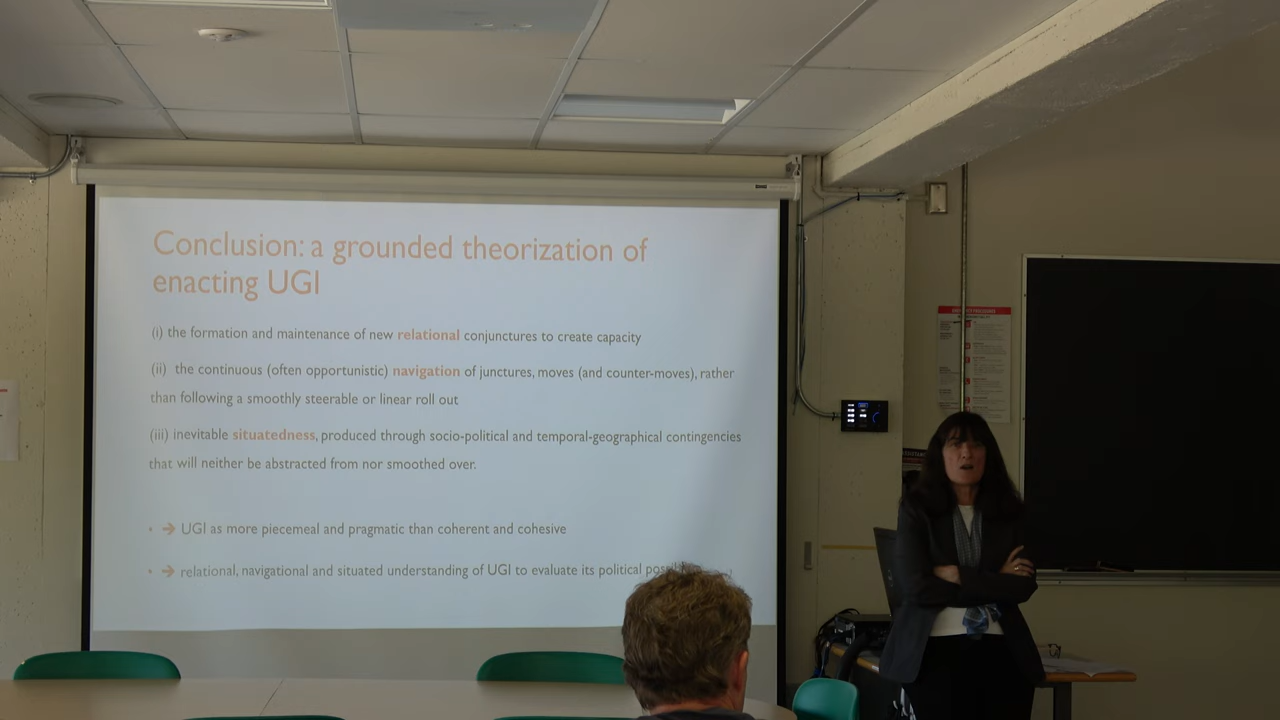 Conclusion: a grounded theorization of
enacting UGI
(i) the formation and maintenance of new relational conjunctures to create capacity
(ii) the continuous (often opportunistic) navigation of junctures, moves (and counter-moves), rather
than following a smoothly steerable or linear roll out
(iii) inevitable situatedness, produced through socio-political and temporal-geographical contingencies
that will neither be abstracted from nor smoothed over.
• → UGI as more piecemeal and pragmatic than coherent and cohesive
• → relational, navigational and situated understanding of UGI to evaluate its political